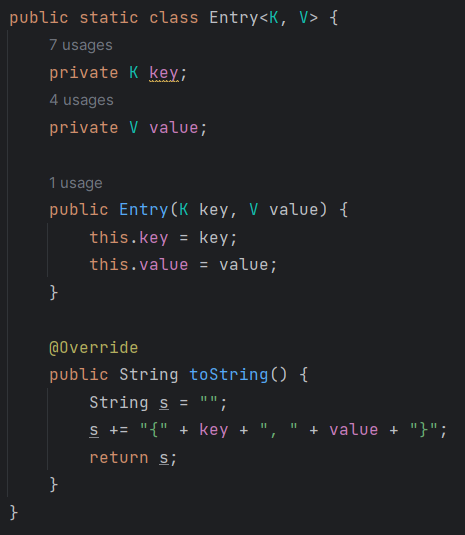 public static class Entry<K, V> {
7 usages
private K key;
4 usages
private V value;
1 usage
public Entry(K key, V value) {
this.key = key;
this.value = value;
}
@Override
public String toString() {
String s = "";
s += "{" + key + ", " + value + "}";
return s;
}
}